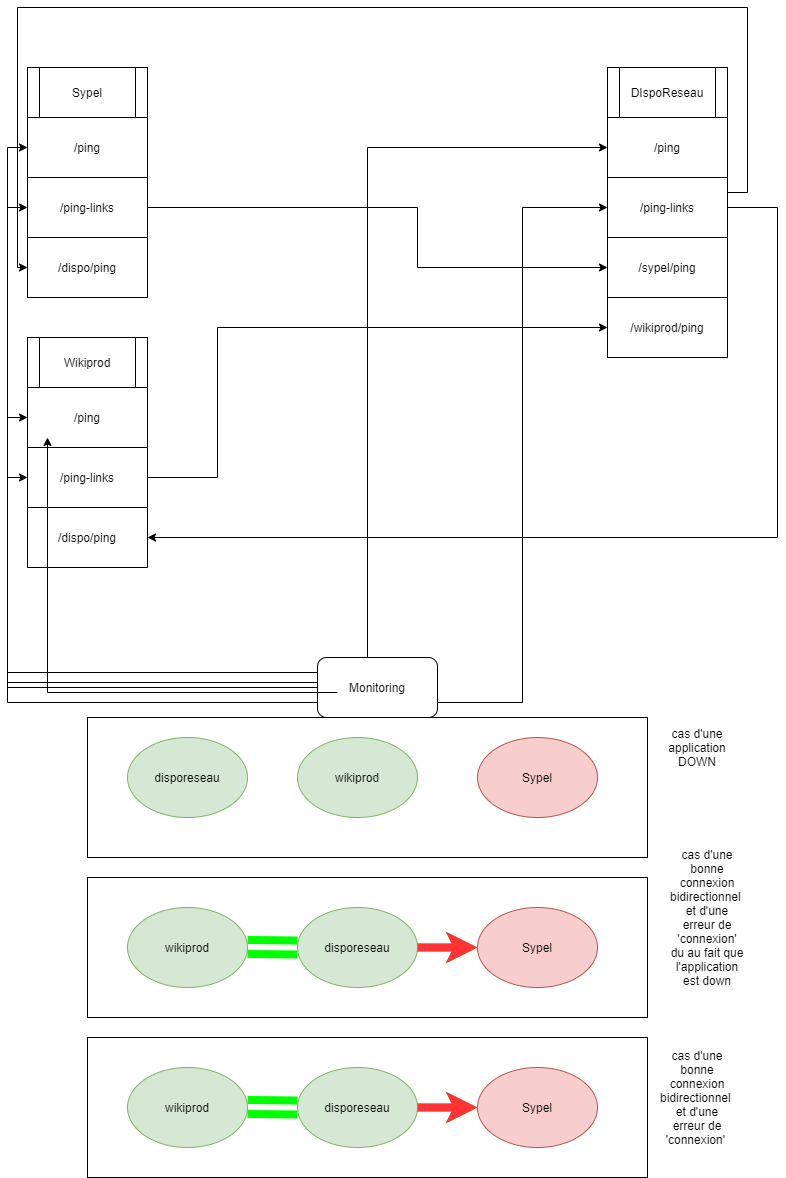 Sypel
/ping
/ping-links
/dispo/ping
DIspoReseau
/ping
/ping-links
/sypel/ping
/wikiprod/ping
Wikiprod
/ping
/ping-links
/dispo/ping
Monitoring
disporeseau
wikiprod
Sypel
cas d'une
application
DOWN
wikiprod
disporeseau
Sypel
cas d'une
bonne
connexion
bidirectionnel
et d'une
erreur de
'connexion'
du au fait que
l'application
est down
wikiprod
disporeseau
Sypel
cas d'une
bonne
connexion
bidirectionnel
et d'une
erreur de
'connexion'